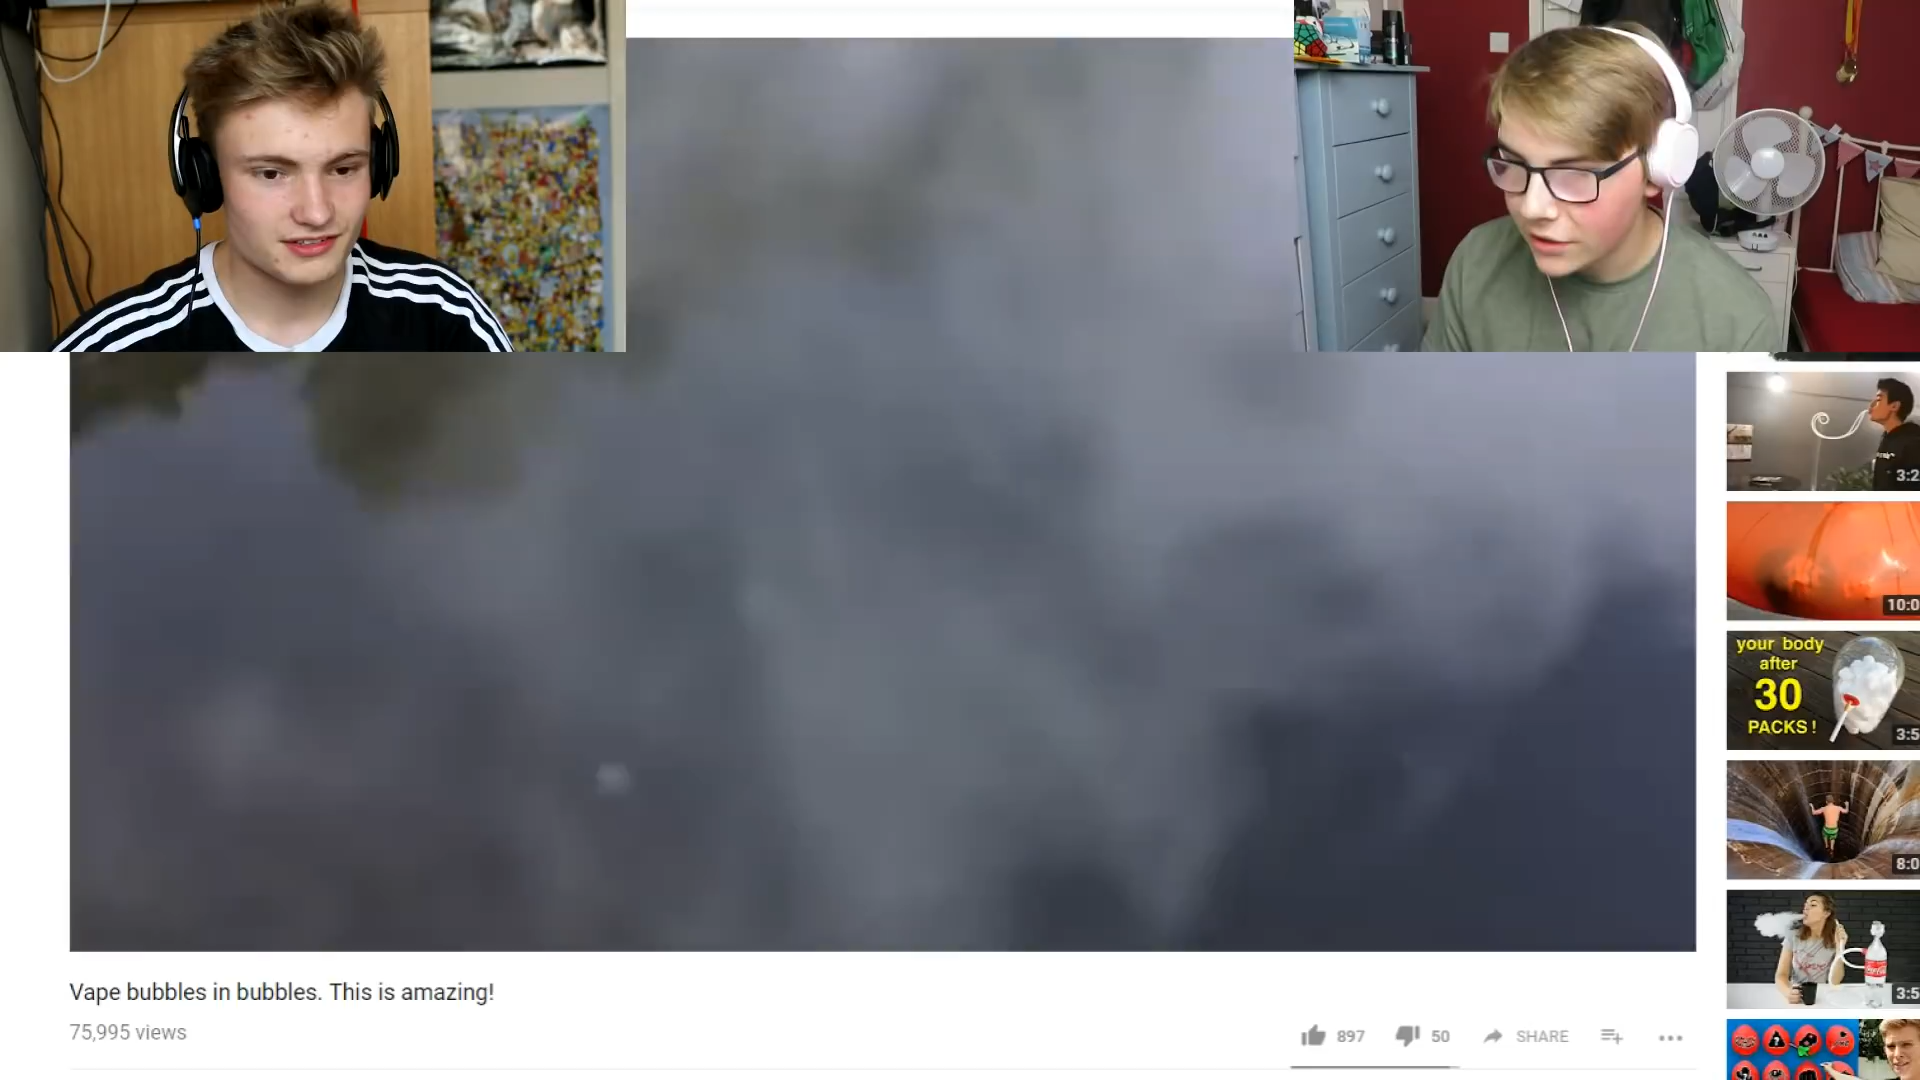 3:2
10:0
your body
after
30
PACKS!
3:5
8:0
3:5
Vape bubbles in bubbles. This is amazing!
75,995 views
897
50
SHARE